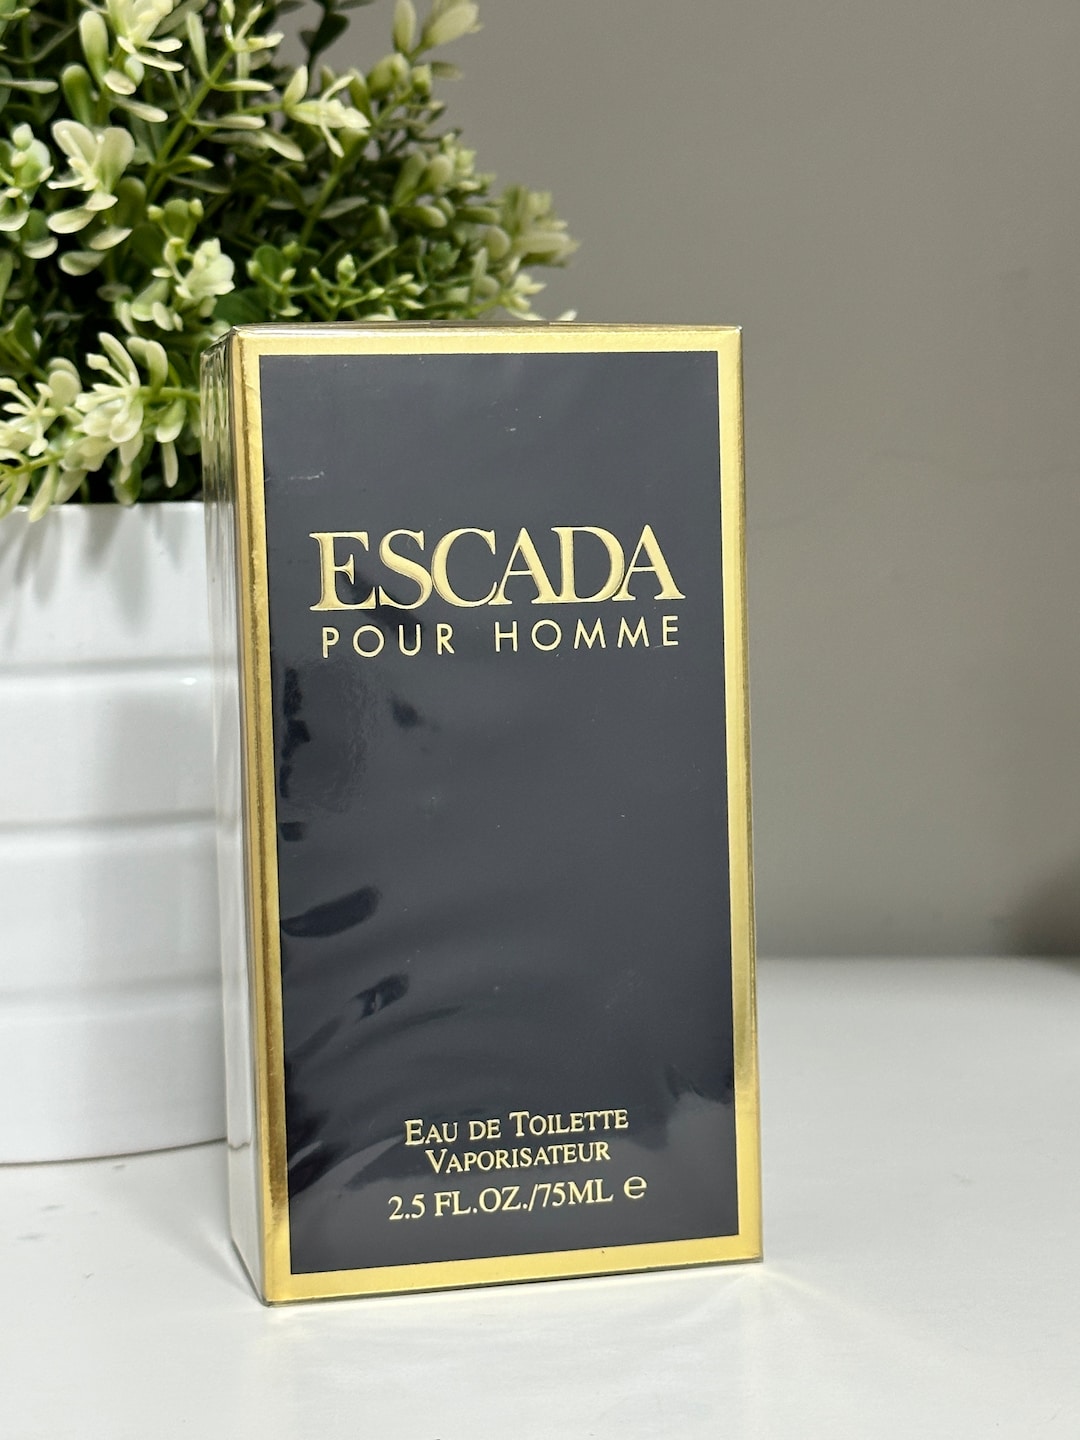 ESCADA
POUR HOMME
EAU DE TOILETTE
VAPORISATEUR
2.5 FL.OZ./75ML ℮